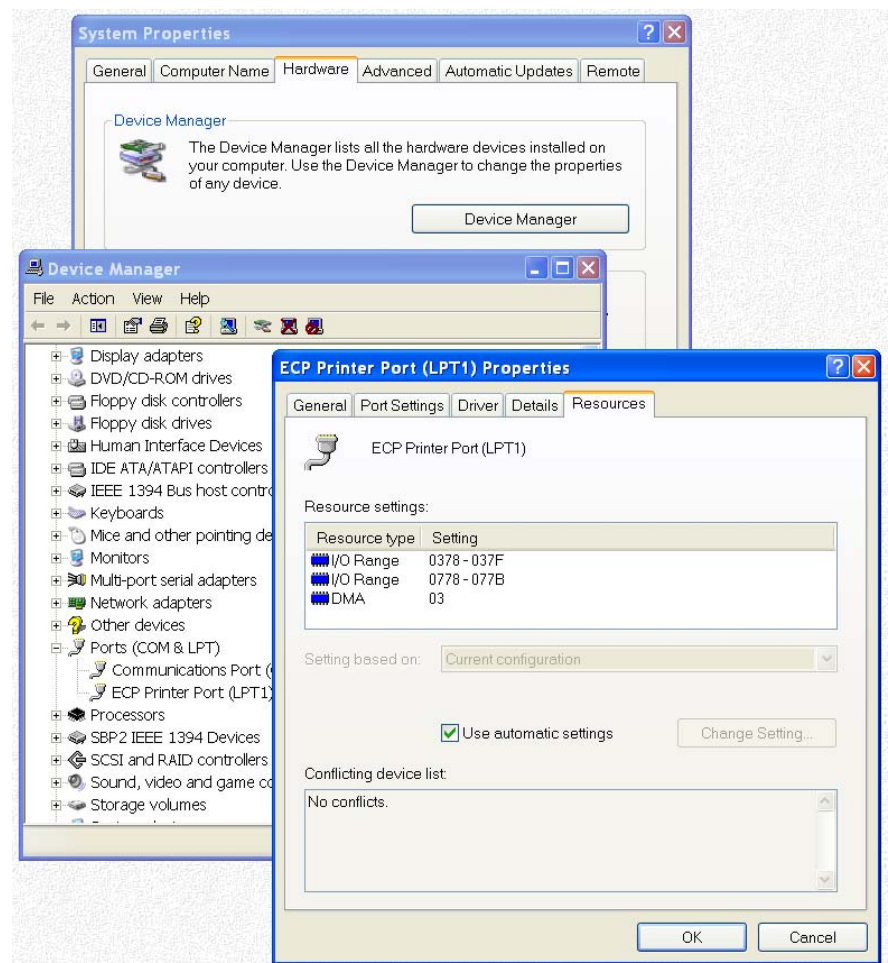 System Properties
General Computer Name Hardware Advanced Automatic Updates Remote
Device Manager
The Device Manager lists all the hardware devices installed on
your computer. Use the Device Manager to change the properties
of any device.
Device Manager
Device Manager
File Action View Help
Display adapters
DVD/CD-ROM drives
Floppy disk controllers
Floppy disk drives
Human Interface Devices
IDE ATA/ATAPI controllers
IEEE 1394 Bus host contro
Keyboards
Mice and other pointing de
Monitors
Multi-port serial adapters
Network adapters
Other devices
Ports (COM & LPT)
Communications Port (
ECP Printer Port (LPT1)
Processors
SBP2 IEEE 1394 Devices
SCSI and RAID controllers
Sound, video and game co
Storage volumes
ECP Printer Port (LPT1) Properties
General Port Settings Driver Details Resources
ECP Printer Port (LPT1)
Resource settings:
Resource type Setting
I/O Range 0378 - 037F
I/O Range 0778 - 077B
DMA 03
Setting based on: Current configuration
Use automatic settings Change Setting...
Conflicting device list:
No conflicts.
OK Cancel